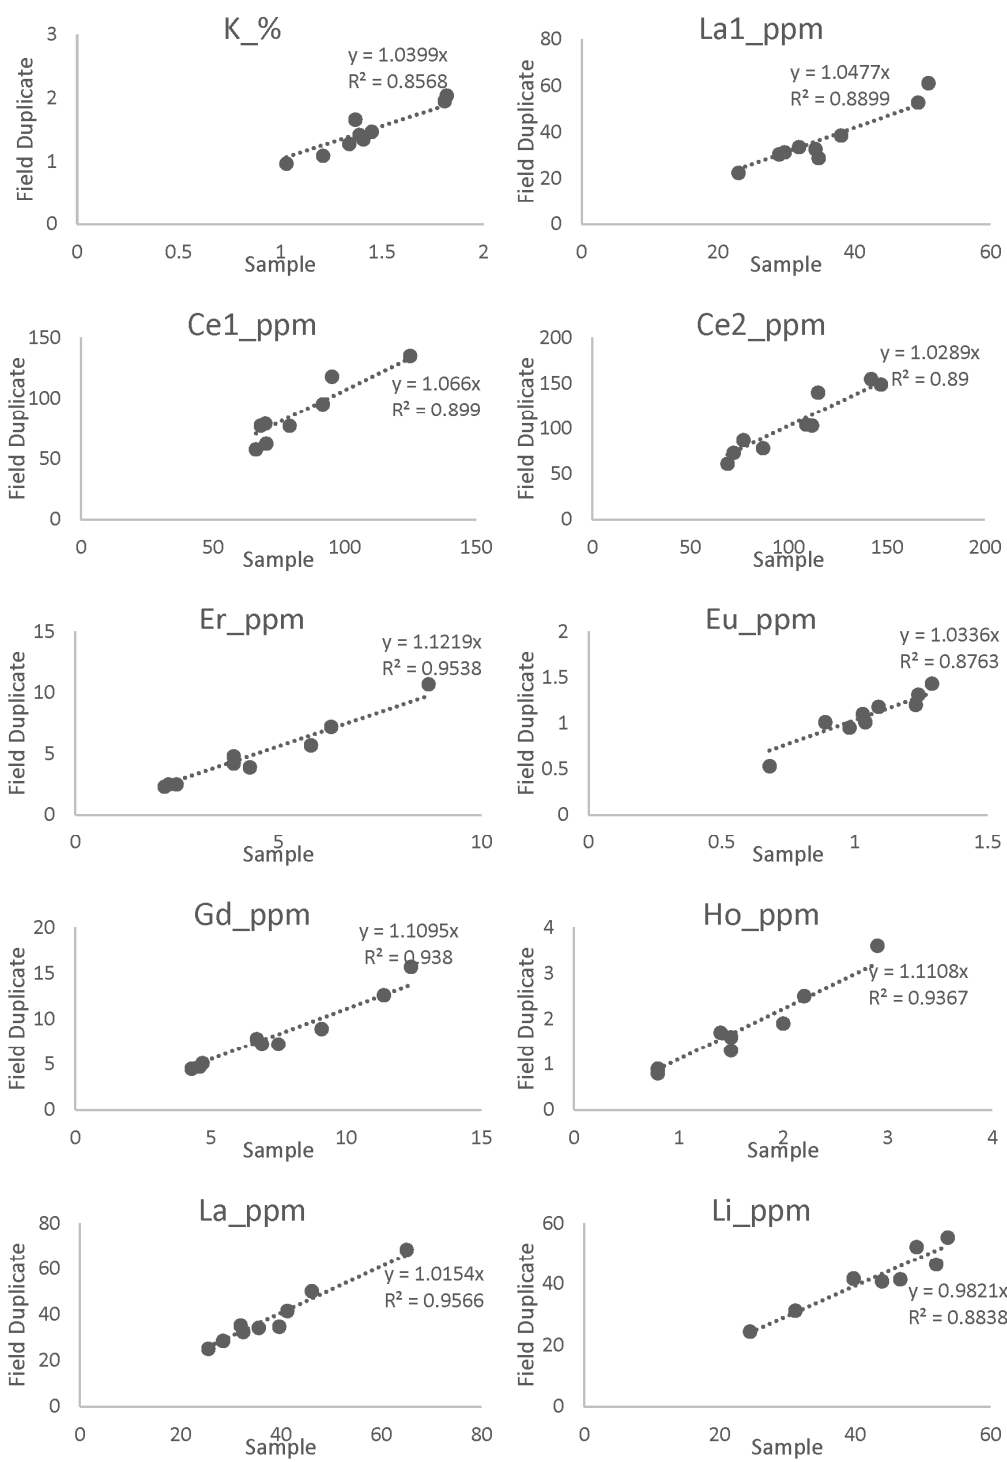 K_%
y = 1.0399x
R² = 0.8568
Field Duplicate
3
2
1
0
0 0.5 1 1.5 2
Sample
La1_ppm
y = 1.0477x
R² = 0.8899
Field Duplicate
80
60
40
20
0
0 20 40 60
Sample
Ce1_ppm
y = 1.066x
R² = 0.899
Field Duplicate
150
100
50
0
0 50 100 150
Sample
Ce2_ppm
y = 1.0289x
R² = 0.89
Field Duplicate
200
150
100
50
0
0 50 100 150 200
Sample
Er_ppm
y = 1.1219x
R² = 0.9538
Field Duplicate
15
10
5
0
0 5 10
Sample
Eu_ppm
y = 1.0336x
R² = 0.8763
Field Duplicate
2
1.5
1
0.5
0
0 0.5 1 1.5
Sample
Gd_ppm
y = 1.1095x
R² = 0.938
Field Duplicate
20
15
10
5
0
0 5 10 15
Sample
Ho_ppm
y = 1.1108x
R² = 0.9367
Field Duplicate
4
3
2
1
0
0 1 2 3 4
Sample
La_ppm
y = 1.0154x
R² = 0.9566
Field Duplicate
80
60
40
20
0
0 20 40 60 80
Sample
Li_ppm
y = 0.9821x
R² = 0.8838
Field Duplicate
60
40
20
0
0 20 40 60
Sample